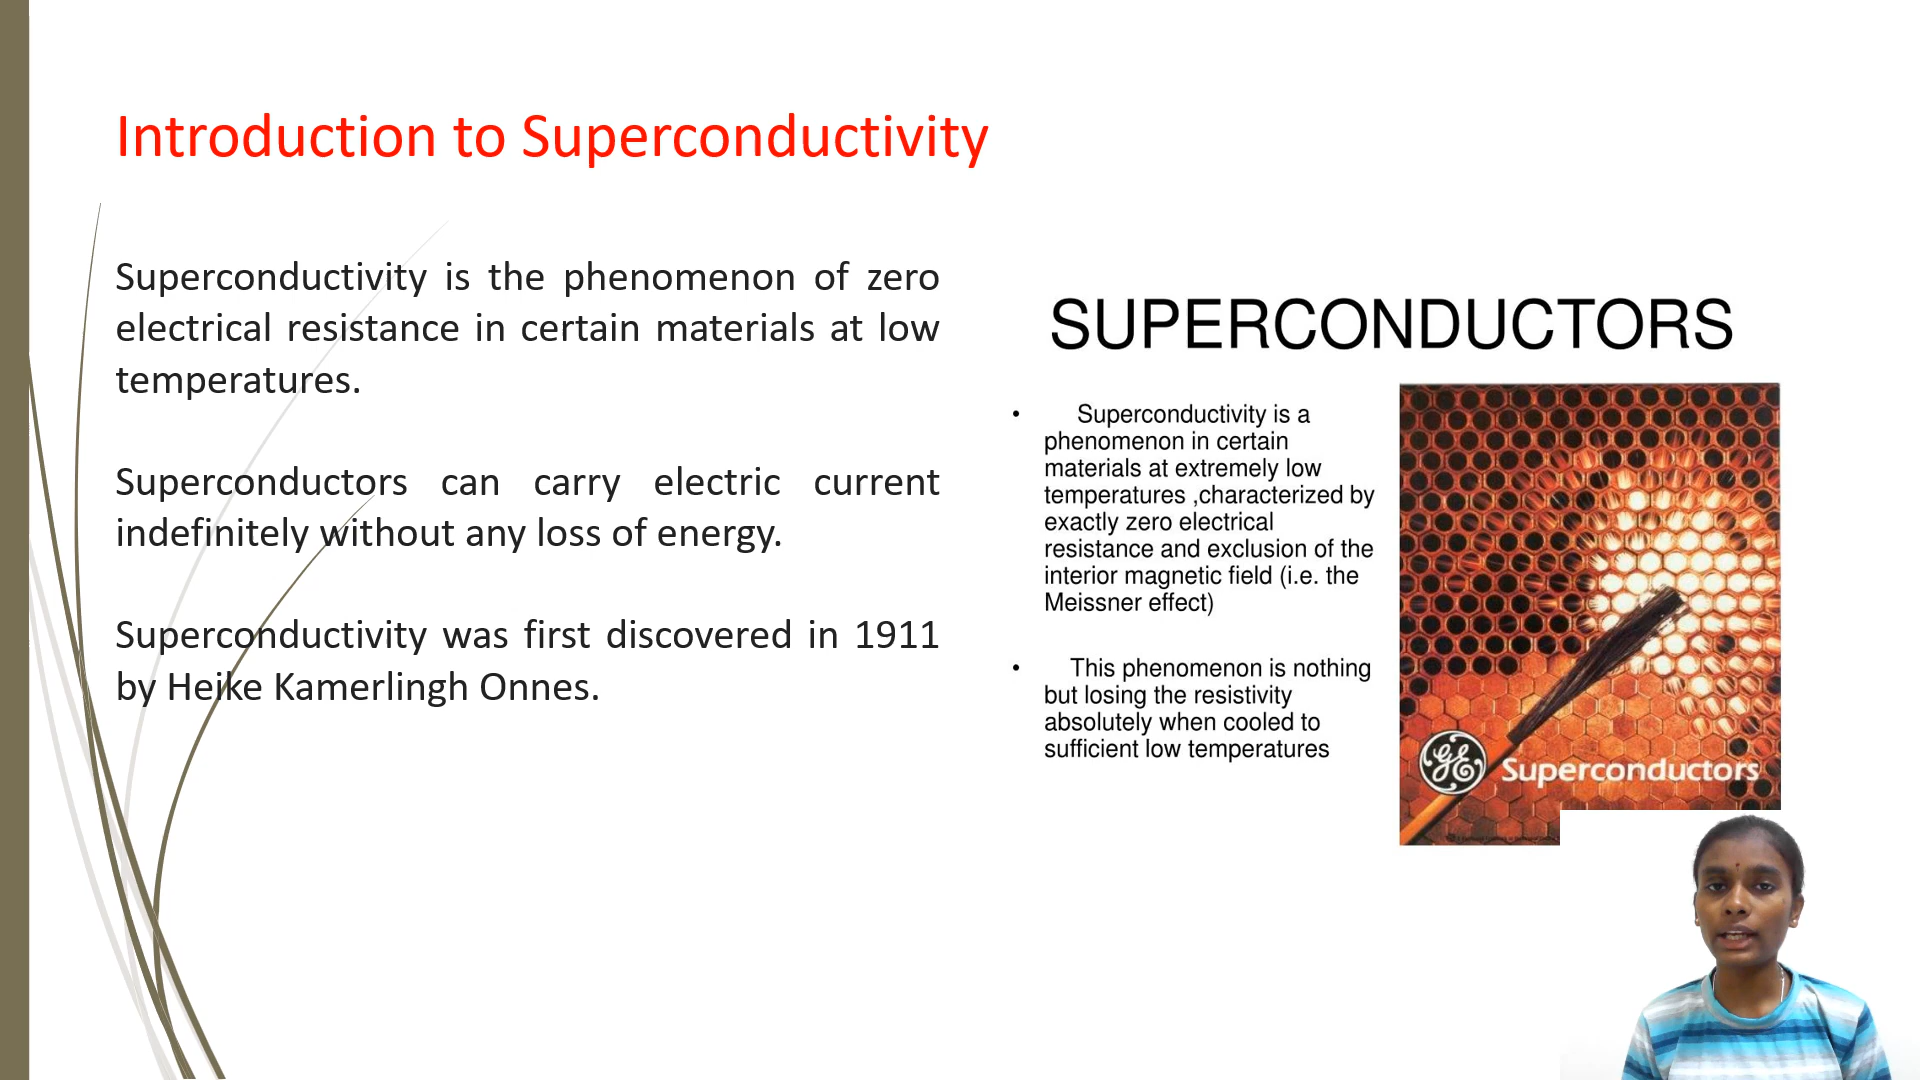 Introduction to Superconductivity
Superconductivity is the phenomenon of zero
electrical resistance in certain materials at low
temperatures.
Superconductors can carry electric current
indefinitely without any loss of energy.
Superconductivity was first discovered in 1911
by Heike Kamerlingh Onnes.
SUPERCONDUCTORS
• Superconductivity is a
phenomenon in certain
materials at extremely low
temperatures ,characterized by
exactly zero electrical
resistance and exclusion of the
interior magnetic field (i.e. the
Meissner effect)
• This phenomenon is nothing
but losing the resistivity
absolutely when cooled to
sufficient low temperatures
GE Superconductors